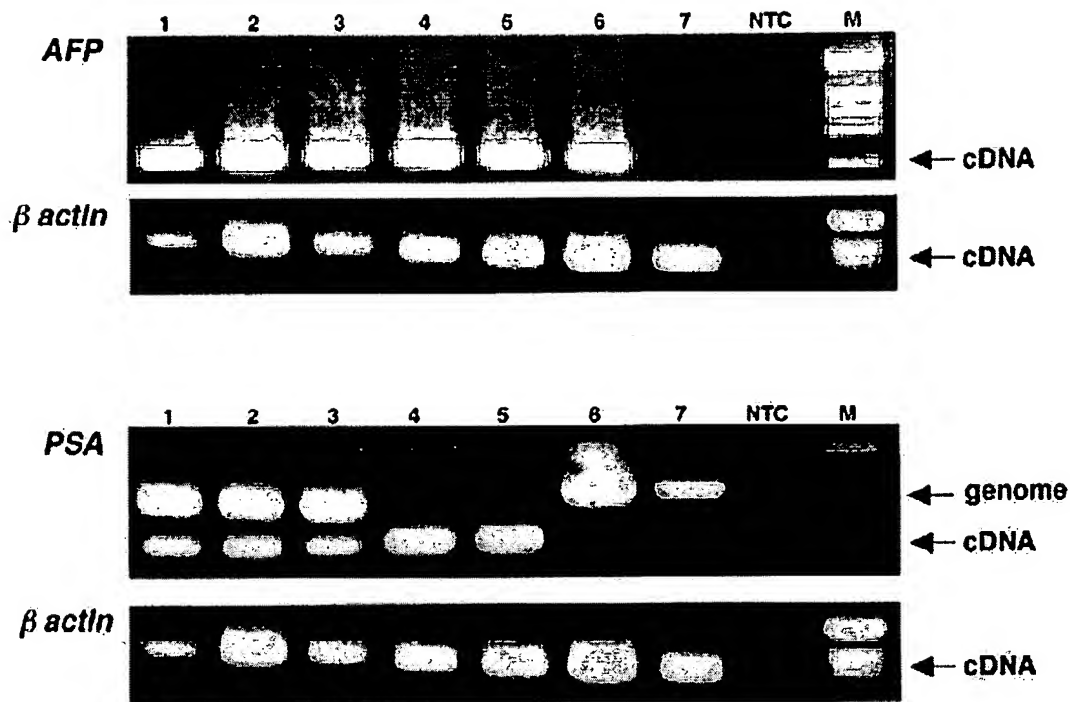 1 2 3 4 5 6 7 NTC M
AFP
← cDNA
β actin
← cDNA
1 2 3 4 5 6 7 NTC M
PSA
← genome
← cDNA
β actin
← cDNA